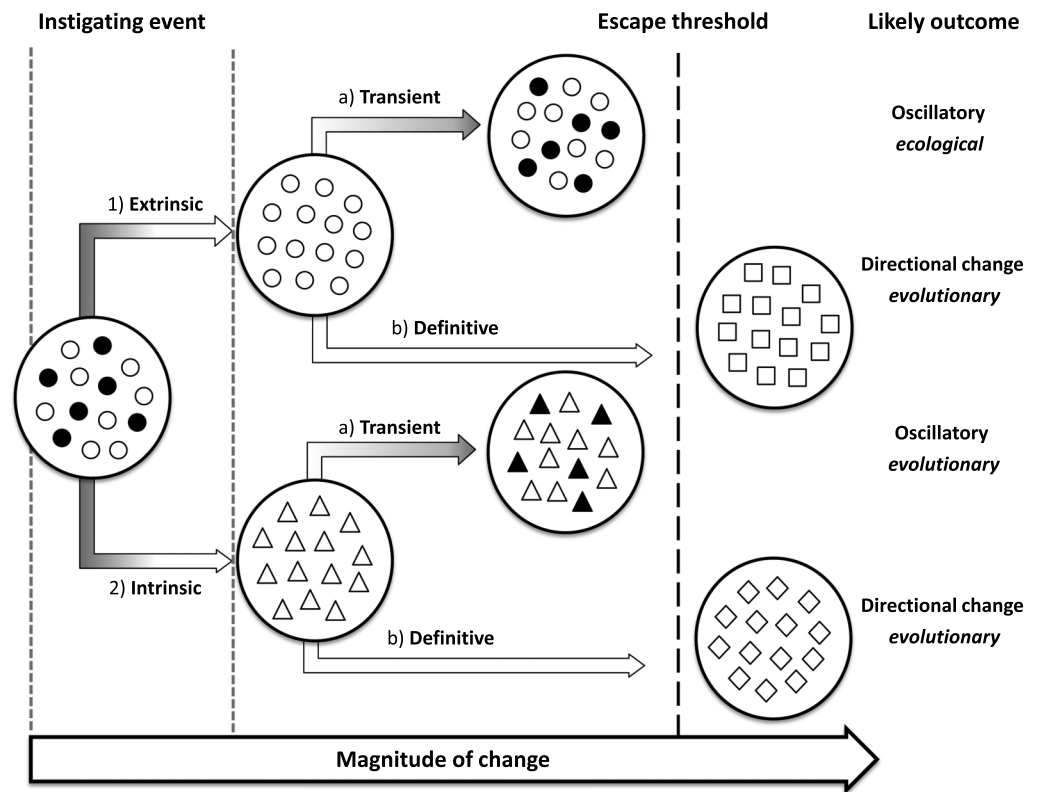 Instigating event
Escape threshold
Likely outcome
a) Transient
Oscillatory
ecological
1) Extrinsic
Directional change
evolutionary
b) Definitive
a) Transient
Oscillatory
evolutionary
2) Intrinsic
Directional change
evolutionary
b) Definitive
Magnitude of change